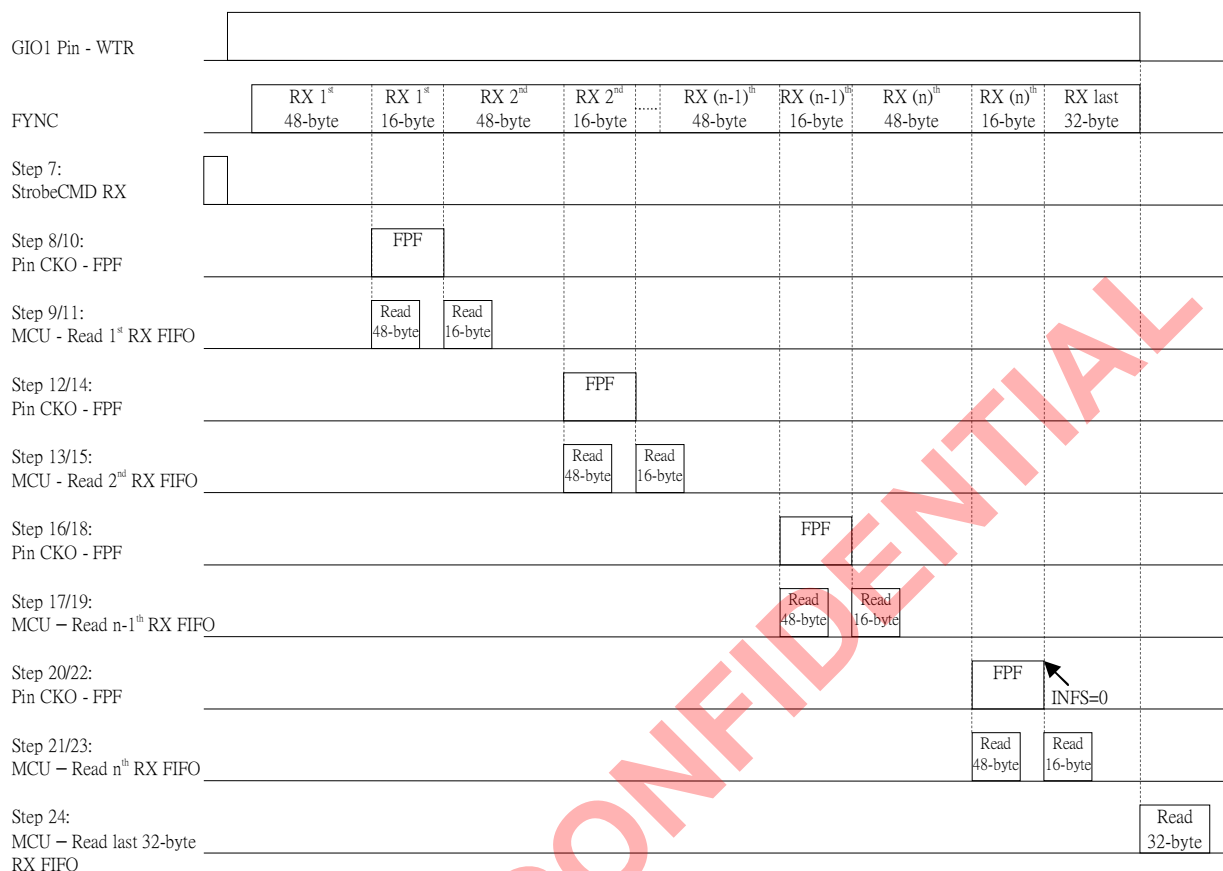 GIO1 Pin - WTR
FYNC
RX 1st 48-byte
RX 1st 16-byte
RX 2nd 48-byte
RX 2nd 16-byte
......
RX (n-1)th 48-byte
RX (n-1)th 16-byte
RX (n)th 48-byte
RX (n)th 16-byte
RX last 32-byte
Step 7:
StrobeCMD RX
Step 8/10:
Pin CKO - FPF
FPF
Step 9/11:
MCU - Read 1st RX FIFO
Read 48-byte
Read 16-byte
Step 12/14:
Pin CKO - FPF
FPF
Step 13/15:
MCU - Read 2nd RX FIFO
Read 48-byte
Read 16-byte
Step 16/18:
Pin CKO - FPF
FPF
Step 17/19:
MCU – Read n-1th RX FIFO
Read 48-byte
Read 16-byte
Step 20/22:
Pin CKO - FPF
FPF
INFS=0
Step 21/23:
MCU – Read nth RX FIFO
Read 48-byte
Read 16-byte
Step 24:
MCU – Read last 32-byte
RX FIFO
Read 32-byte
ONFIDENTIAL